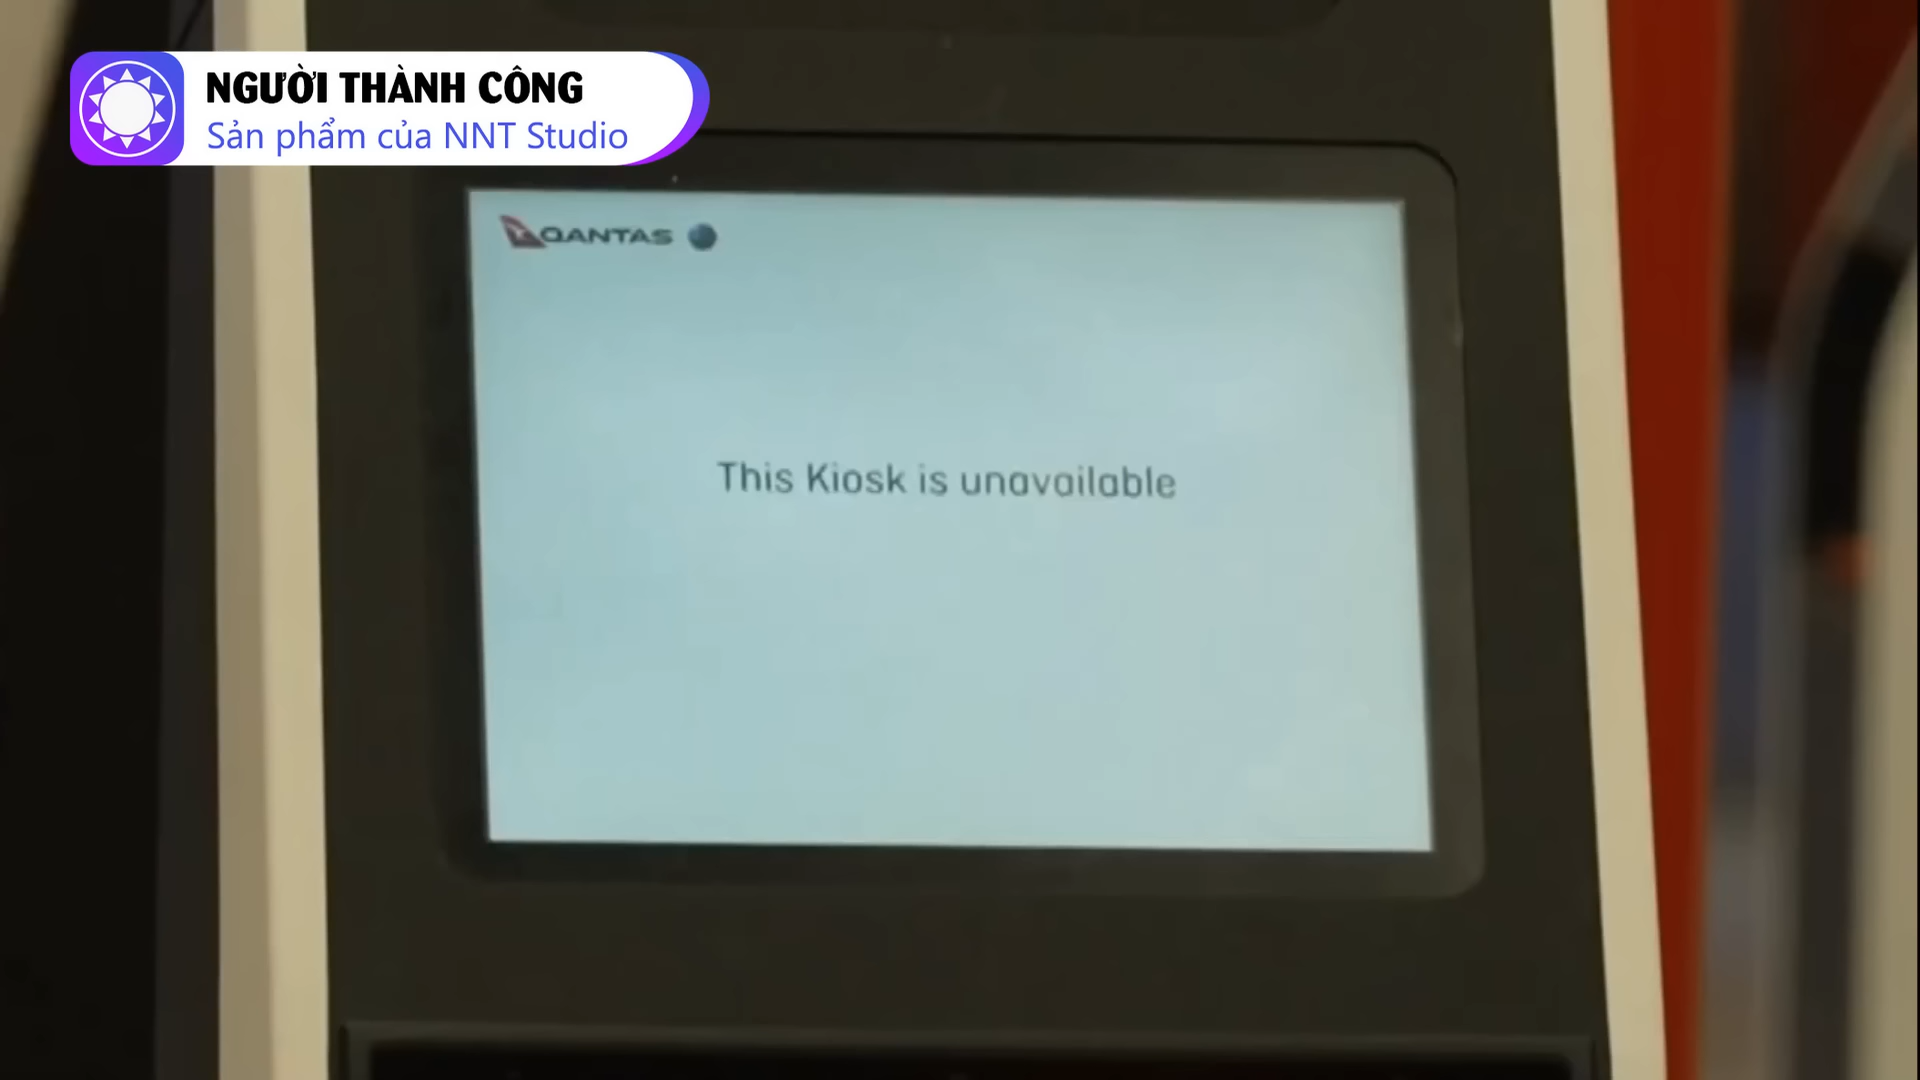 NGƯỜI THÀNH CÔNG
Sản phẩm của NNT Studio
QANTAS
This Kiosk is unavailable